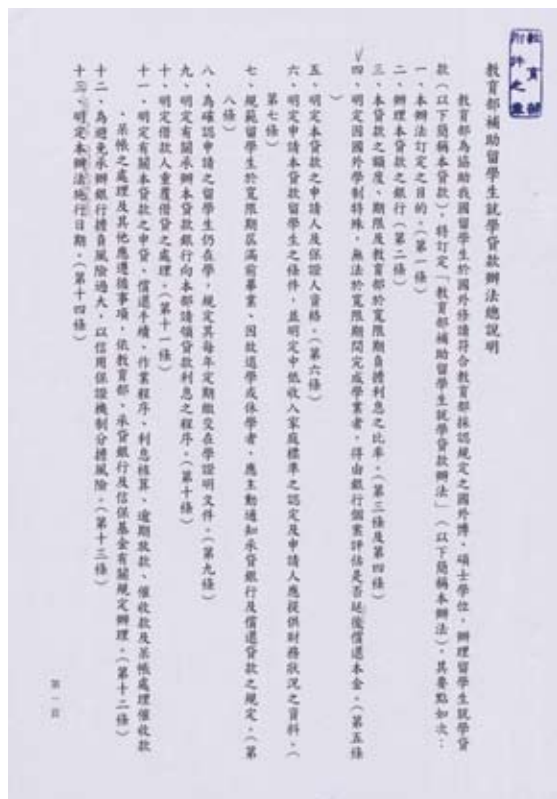 教育部
附許之章
教育部補助留學生就學貸款辦法總說明
教育部為協助我國留學生於國外修讀符合教育部採認規定之國外博、碩士學位，辦理留學生就學貸
款(以下簡稱本貸款)，特訂定「教育部補助留學生就學貸款辦法」(以下簡稱本辦法)，其要點如次：
一、本辦法訂定之目的。(第一條)
二、辦理本貸款之銀行(第二條)
三、本貸款之額度、期限及教育部於寬限期負擔利息之比率。(第三條及第四條)
四、明定因國外學制特殊，無法於寬限期間完成學業者，得由銀行個案評估是否延後償還本金。(第五條
)
五、明定本貸款之申請人及保證人資格。(第六條)
六、明定申請本貸款留學生之條件，並明定中低收入家庭標準之認定及申請人應提供財務狀況之資料。(
第七條)
七、規範留學生於寬限期屆滿前畢業、因故退學或休學者，應主動通知承貸銀行及償還貸款之規定。(第
八條)
八、為確認申請之留學生仍在學，規定其每年定期繳交在學證明文件。(第九條)
九、明定有關承辦本貸款銀行向本部請領貸款利息之程序。(第十條)
十、明定借款人重覆借貸之處理。(第十一條)
十一、明定有關本貸款之申貸、償還手續、作業程序、利息核算、逾期放款、催收款及呆帳處理催收款
、呆帳之處理及其他應遵循事項，依教育部、承貸銀行及信保基金有關規定辦理。(第十二條)
十二、為避免承辦銀行擔負風險過大，以信用保證機制分擔風險。(第十三條)
十三、明定本辦法施行日期。(第十四條)
第一頁